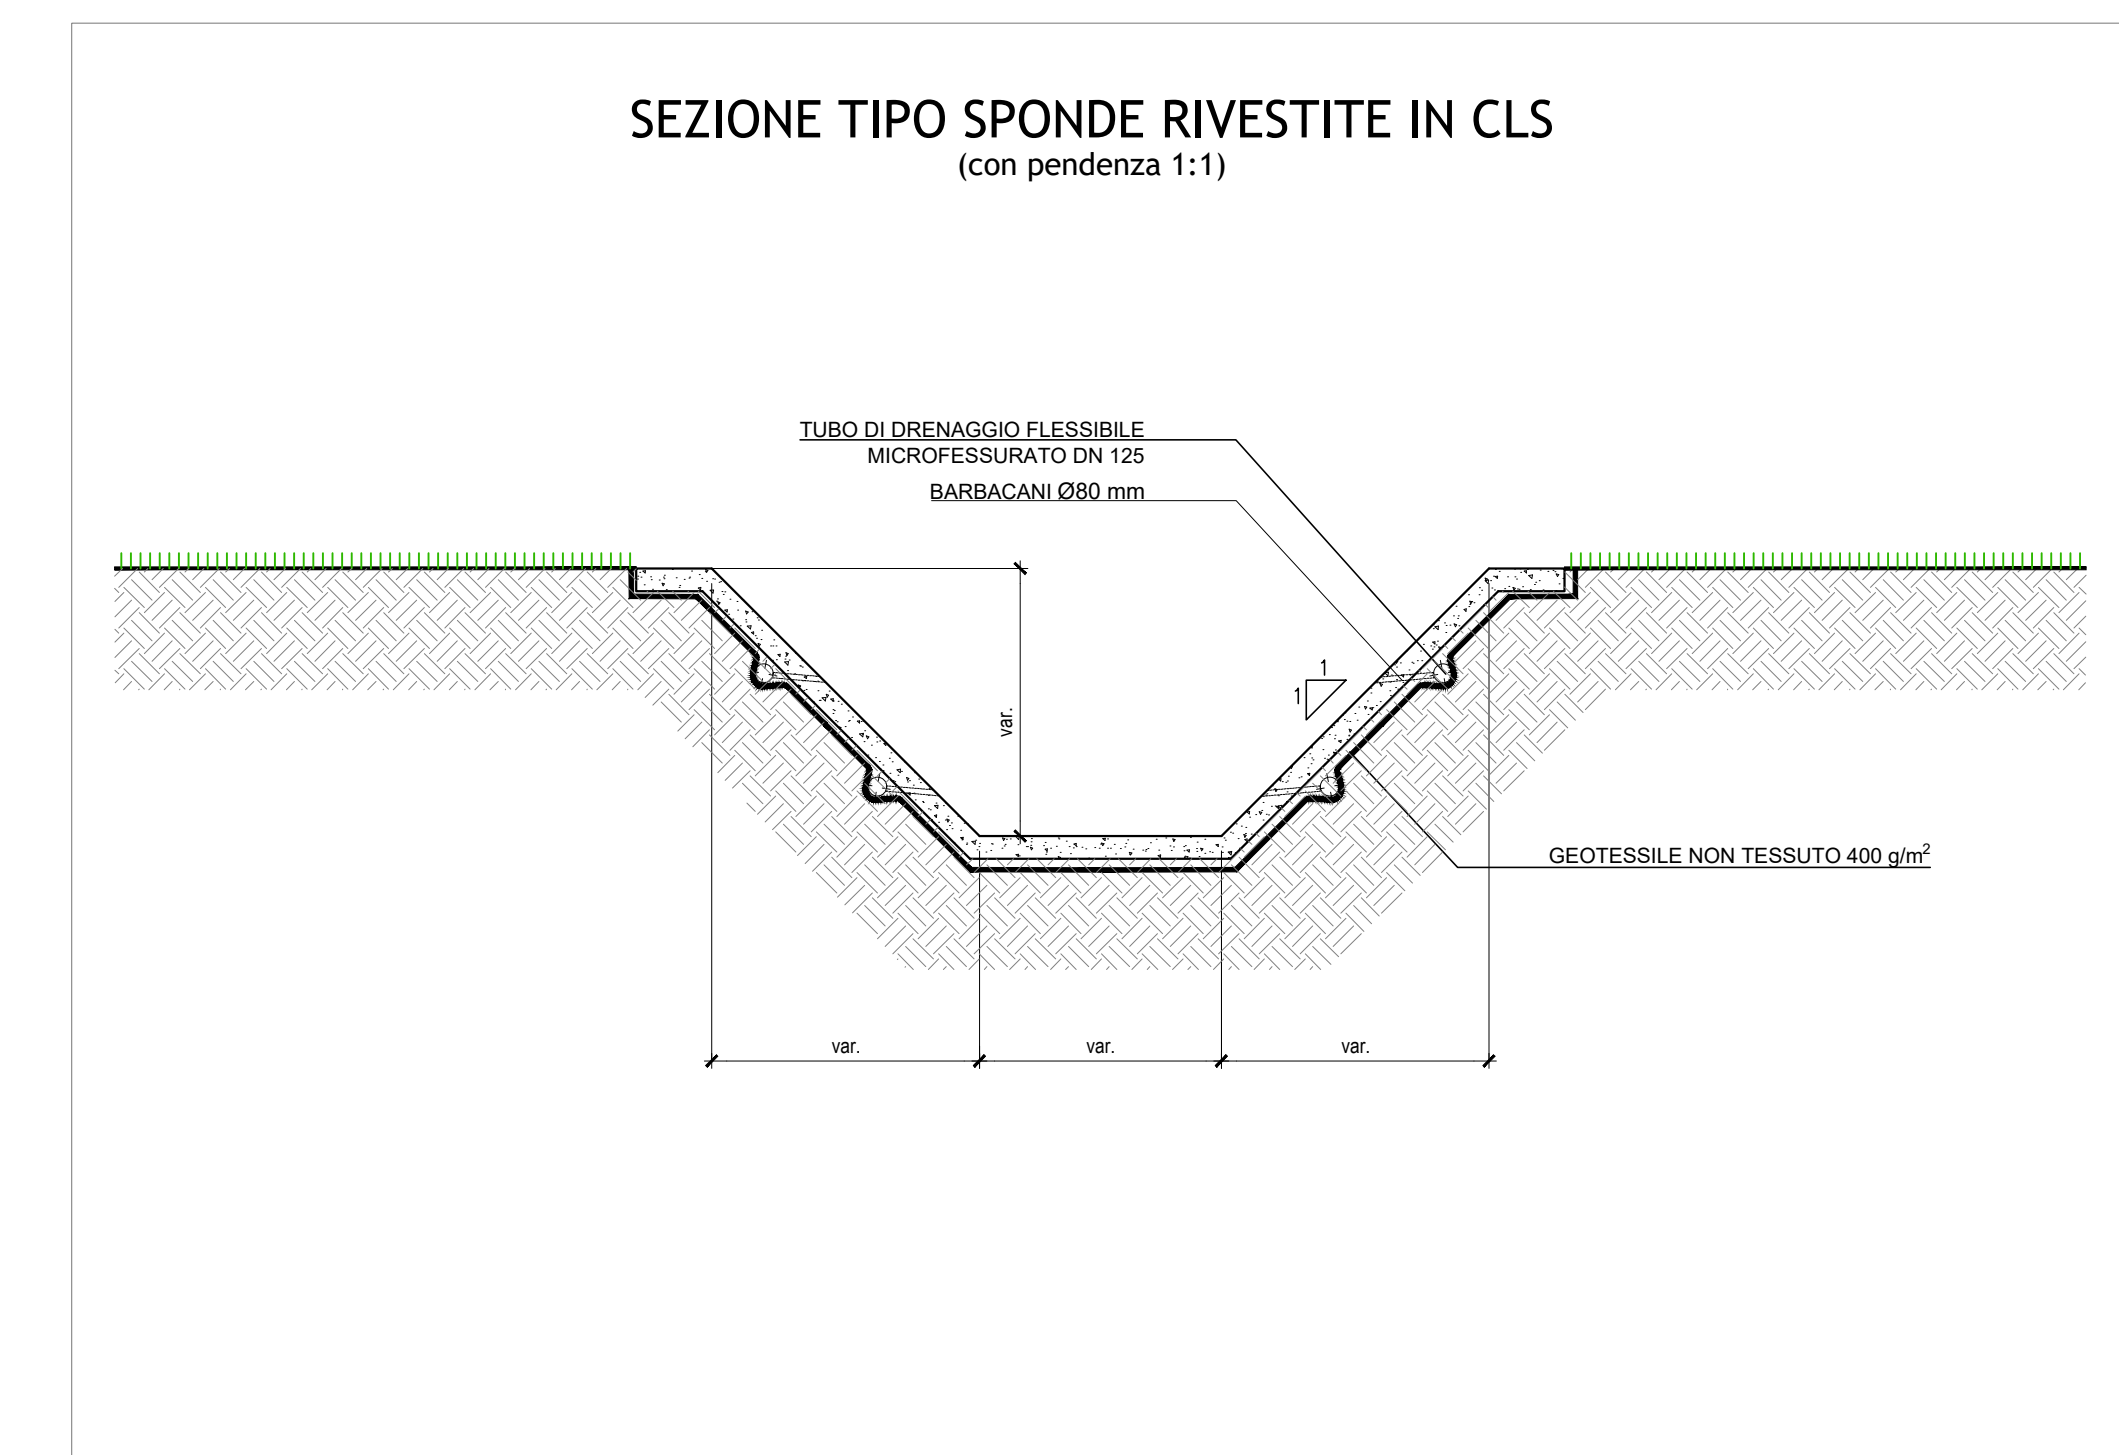 SEZIONE TIPO SPONDE RIVESTITE IN CLS
(con pendenza 1:1)
TUBO DI DRENAGGIO FLESSIBILE
MICROFESSURATO DN 125
BARBACANI Ø80 mm
1
1
var.
GEOTESSILE NON TESSUTO 400 g/m²
var.
var.
var.